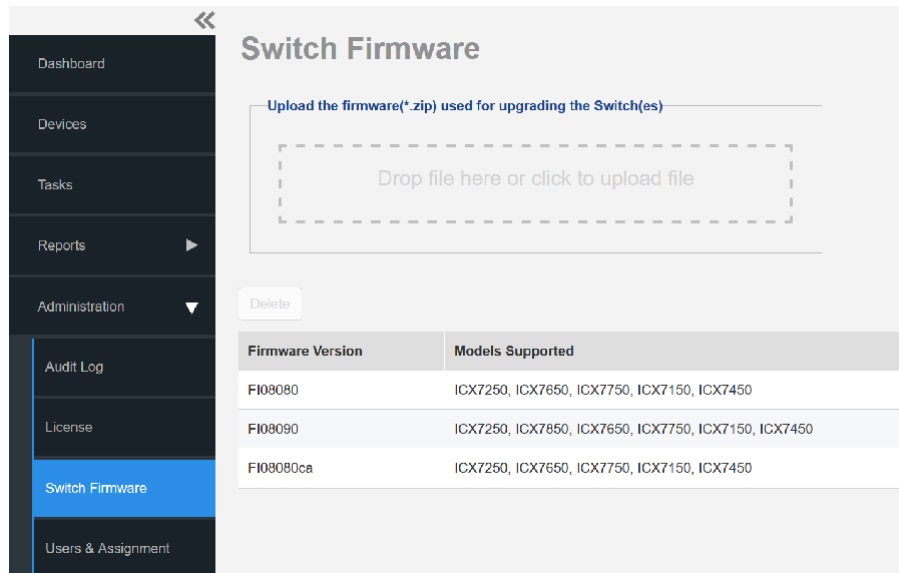 Dashboard
Devices
Tasks
Reports
Administration
Audit Log
License
Switch Firmware
Users & Assignment
Switch Firmware
Upload the firmware(*.zip) used for upgrading the Switch(es)
Drop file here or click to upload file
Delete
Firmware Version Models Supported
FI08080 ICX7250, ICX7650, ICX7750, ICX7150, ICX7450
FI08090 ICX7250, ICX7850, ICX7650, ICX7750, ICX7150, ICX7450
FI08080ca ICX7250, ICX7650, ICX7750, ICX7150, ICX7450